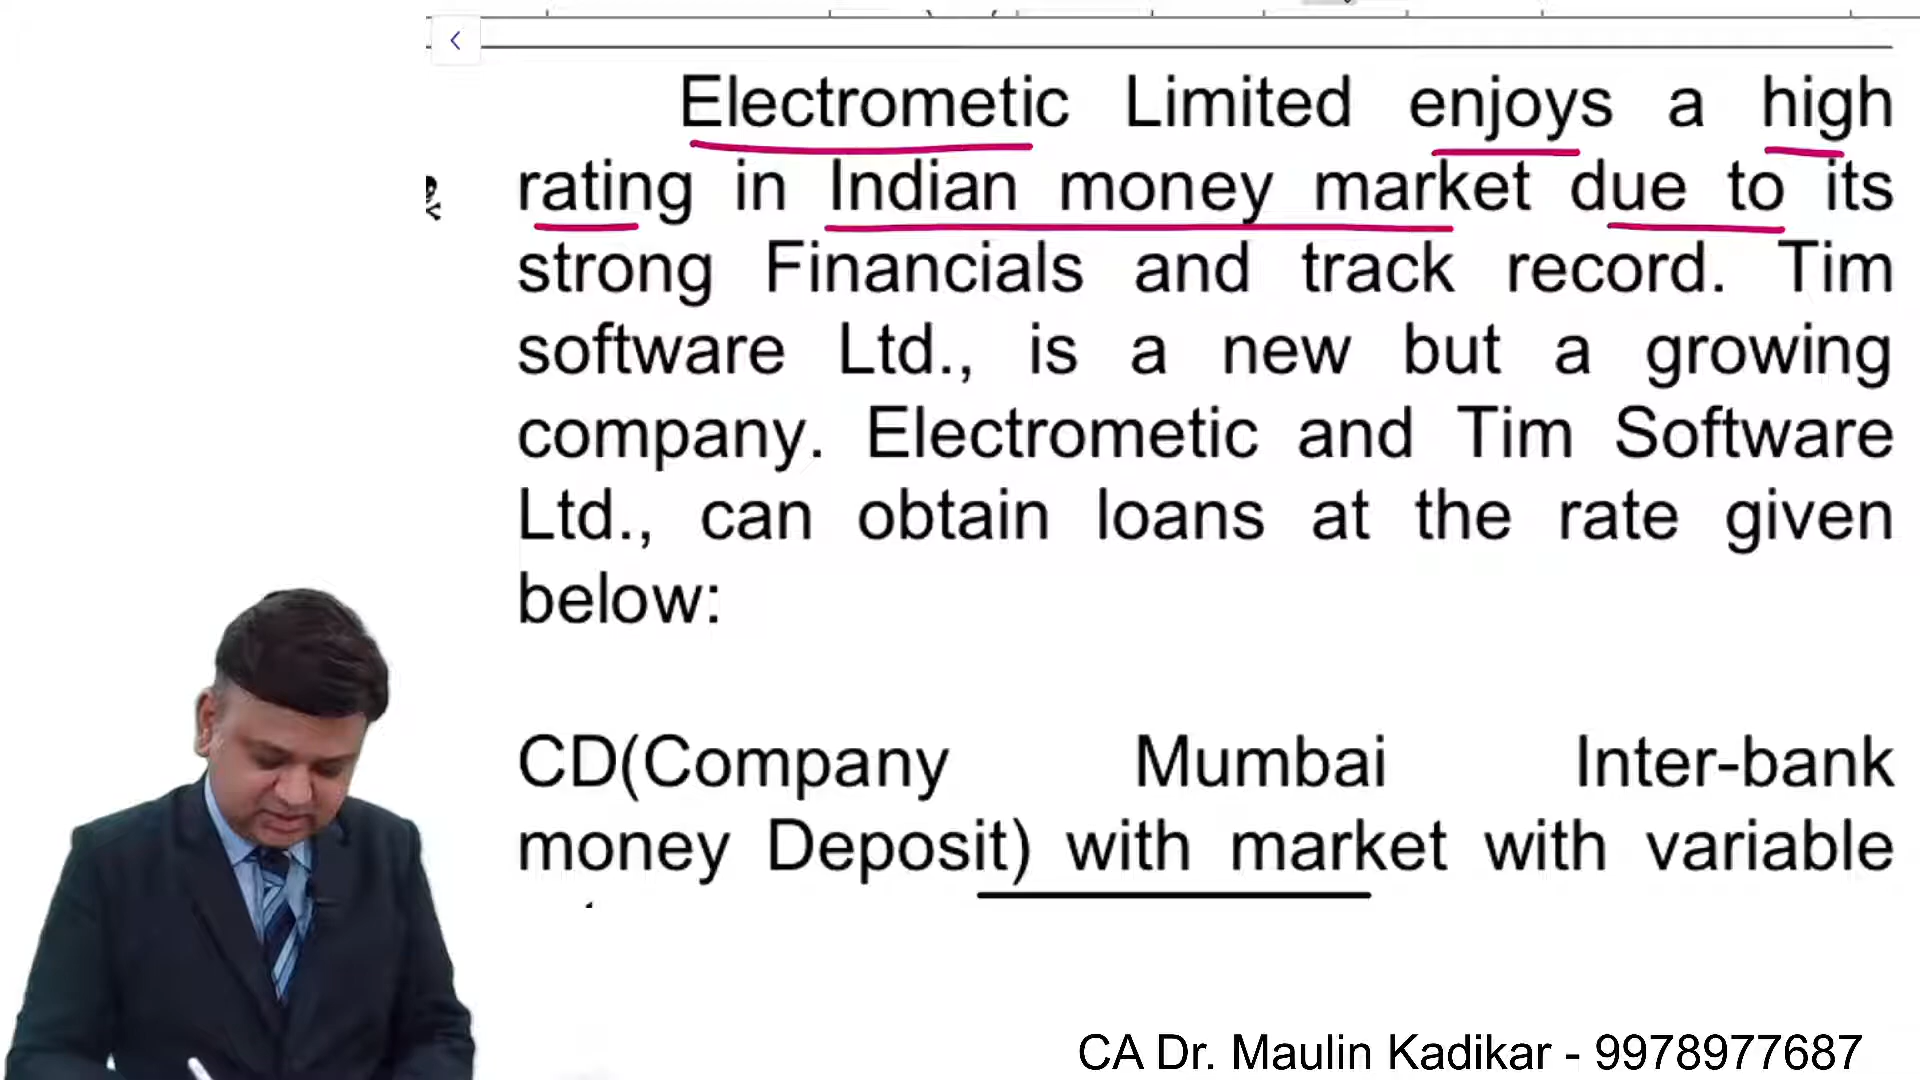 Electrometic Limited enjoys a high
rating in Indian money market due to its
strong Financials and track record. Tim
software Ltd., is a new but a growing
company. Electrometic and Tim Software
Ltd., can obtain loans at the rate given
below:
CD(Company Mumbai Inter-bank
money Deposit) with market with variable
CA Dr. Maulin Kadikar - 9978977687